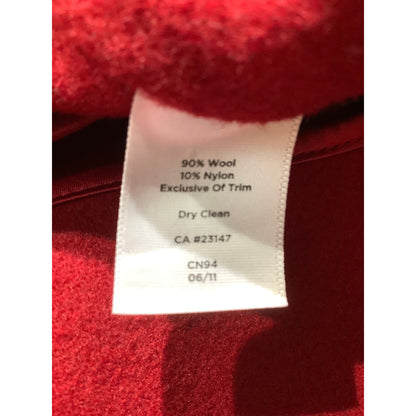 90% Wool
10% Nylon
Exclusive Of Trim
Dry Clean
CA #23147
CN94
06/11